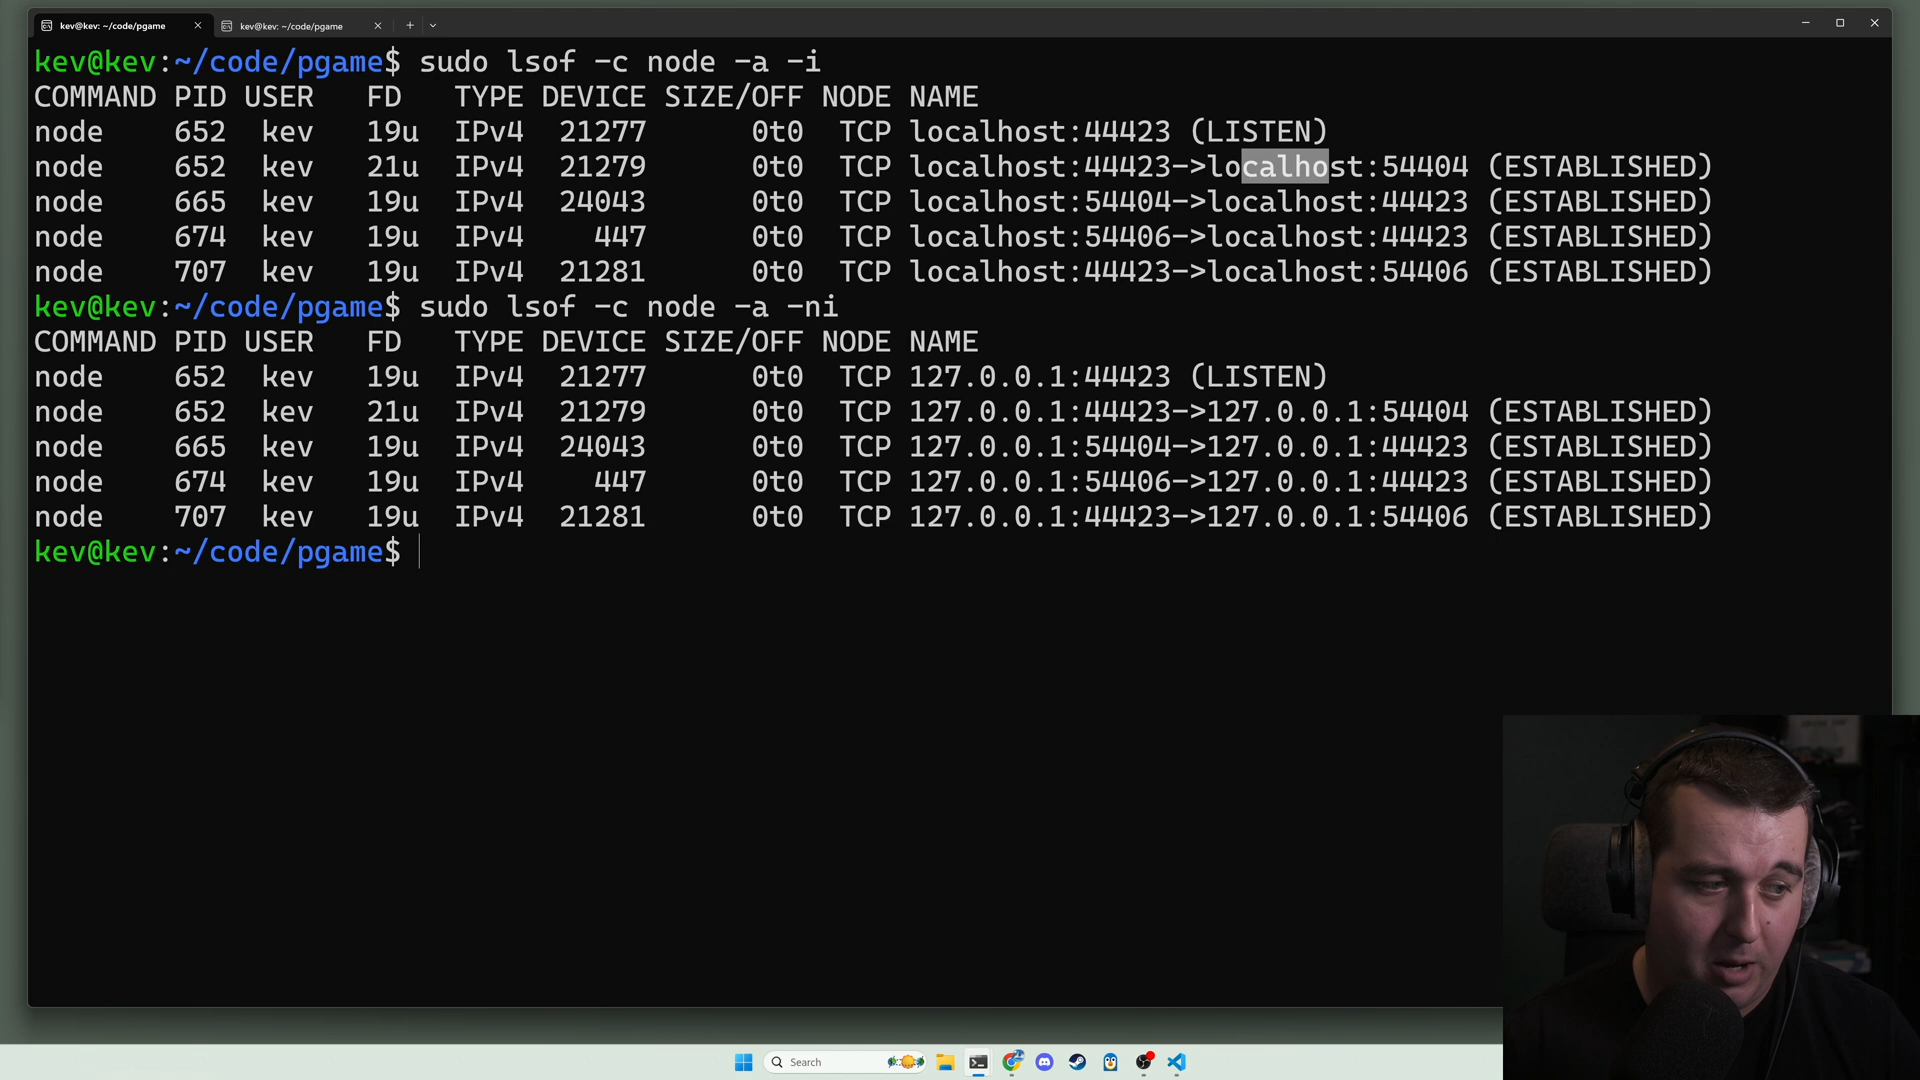 kev@kev: ~/code/pgame
kev@kev: ~/code/pgame
kev@kev:~/code/pgame$ sudo lsof -c node -a -i
COMMAND PID USER FD TYPE DEVICE SIZE/OFF NODE NAME
node 652 kev 19u IPv4 21277 0t0 TCP localhost:44423 (LISTEN)
node 652 kev 21u IPv4 21279 0t0 TCP localhost:44423->localhost:54404 (ESTABLISHED)
node 665 kev 19u IPv4 24043 0t0 TCP localhost:54404->localhost:44423 (ESTABLISHED)
node 674 kev 19u IPv4 447 0t0 TCP localhost:54406->localhost:44423 (ESTABLISHED)
node 707 kev 19u IPv4 21281 0t0 TCP localhost:44423->localhost:54406 (ESTABLISHED)
kev@kev:~/code/pgame$ sudo lsof -c node -a -ni
COMMAND PID USER FD TYPE DEVICE SIZE/OFF NODE NAME
node 652 kev 19u IPv4 21277 0t0 TCP 127.0.0.1:44423 (LISTEN)
node 652 kev 21u IPv4 21279 0t0 TCP 127.0.0.1:44423->127.0.0.1:54404 (ESTABLISHED)
node 665 kev 19u IPv4 24043 0t0 TCP 127.0.0.1:54404->127.0.0.1:44423 (ESTABLISHED)
node 674 kev 19u IPv4 447 0t0 TCP 127.0.0.1:54406->127.0.0.1:44423 (ESTABLISHED)
node 707 kev 19u IPv4 21281 0t0 TCP 127.0.0.1:44423->127.0.0.1:54406 (ESTABLISHED)
kev@kev:~/code/pgame$
Search